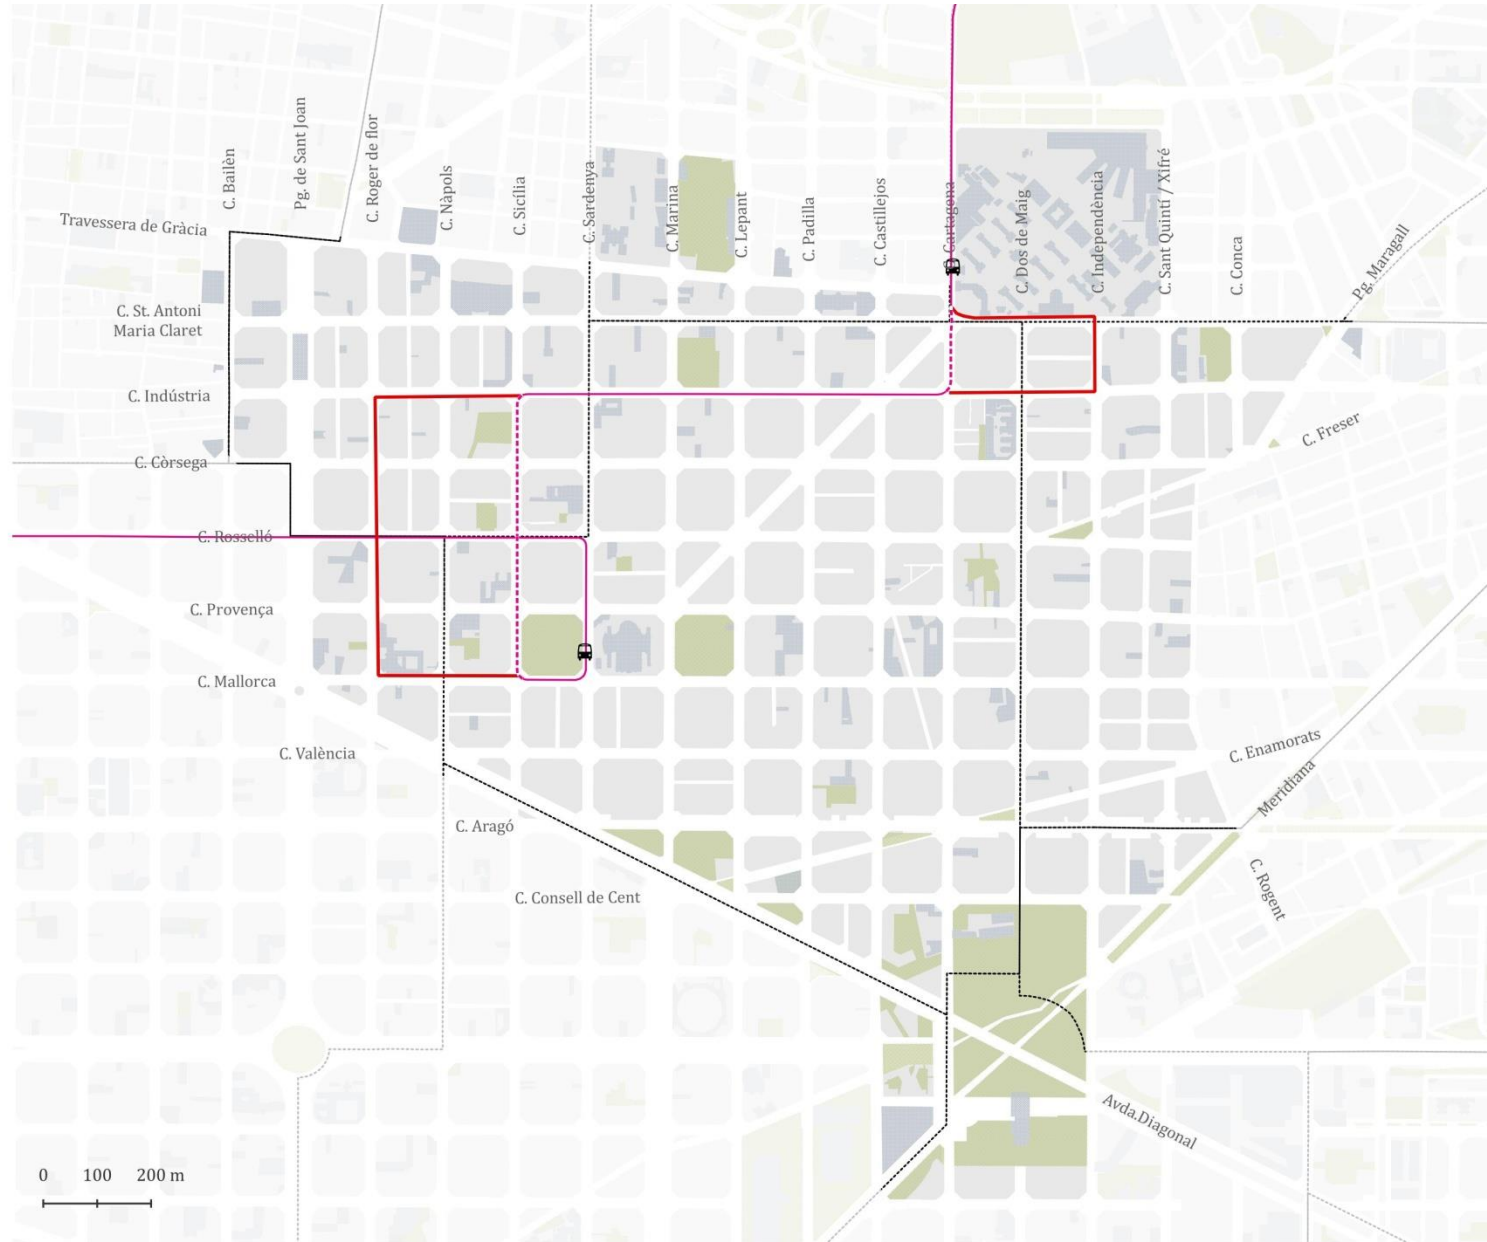 C. Bailèn
Pg. de Sant Joan
C. Roger de flor
C. Nàpols
C. Sicília
C. Sardenya
C. Marina
C. Lepant
C. Padilla
C. Castillejos
C. Cartagena
C. Dos de Maig
C. Independència
C. Sant Quintí / Xifré
C. Conca
Pg. Maragall
Travessera de Gràcia
C. St. Antoni
Maria Claret
C. Indústria
C. Freser
C. Còrsega
C. Rosselló
C. Provença
C. Mallorca
C. València
C. Enamorats
Meridiana
C. Aragó
C. Rogent
C. Consell de Cent
Avda.Diagonal
0 100 200 m